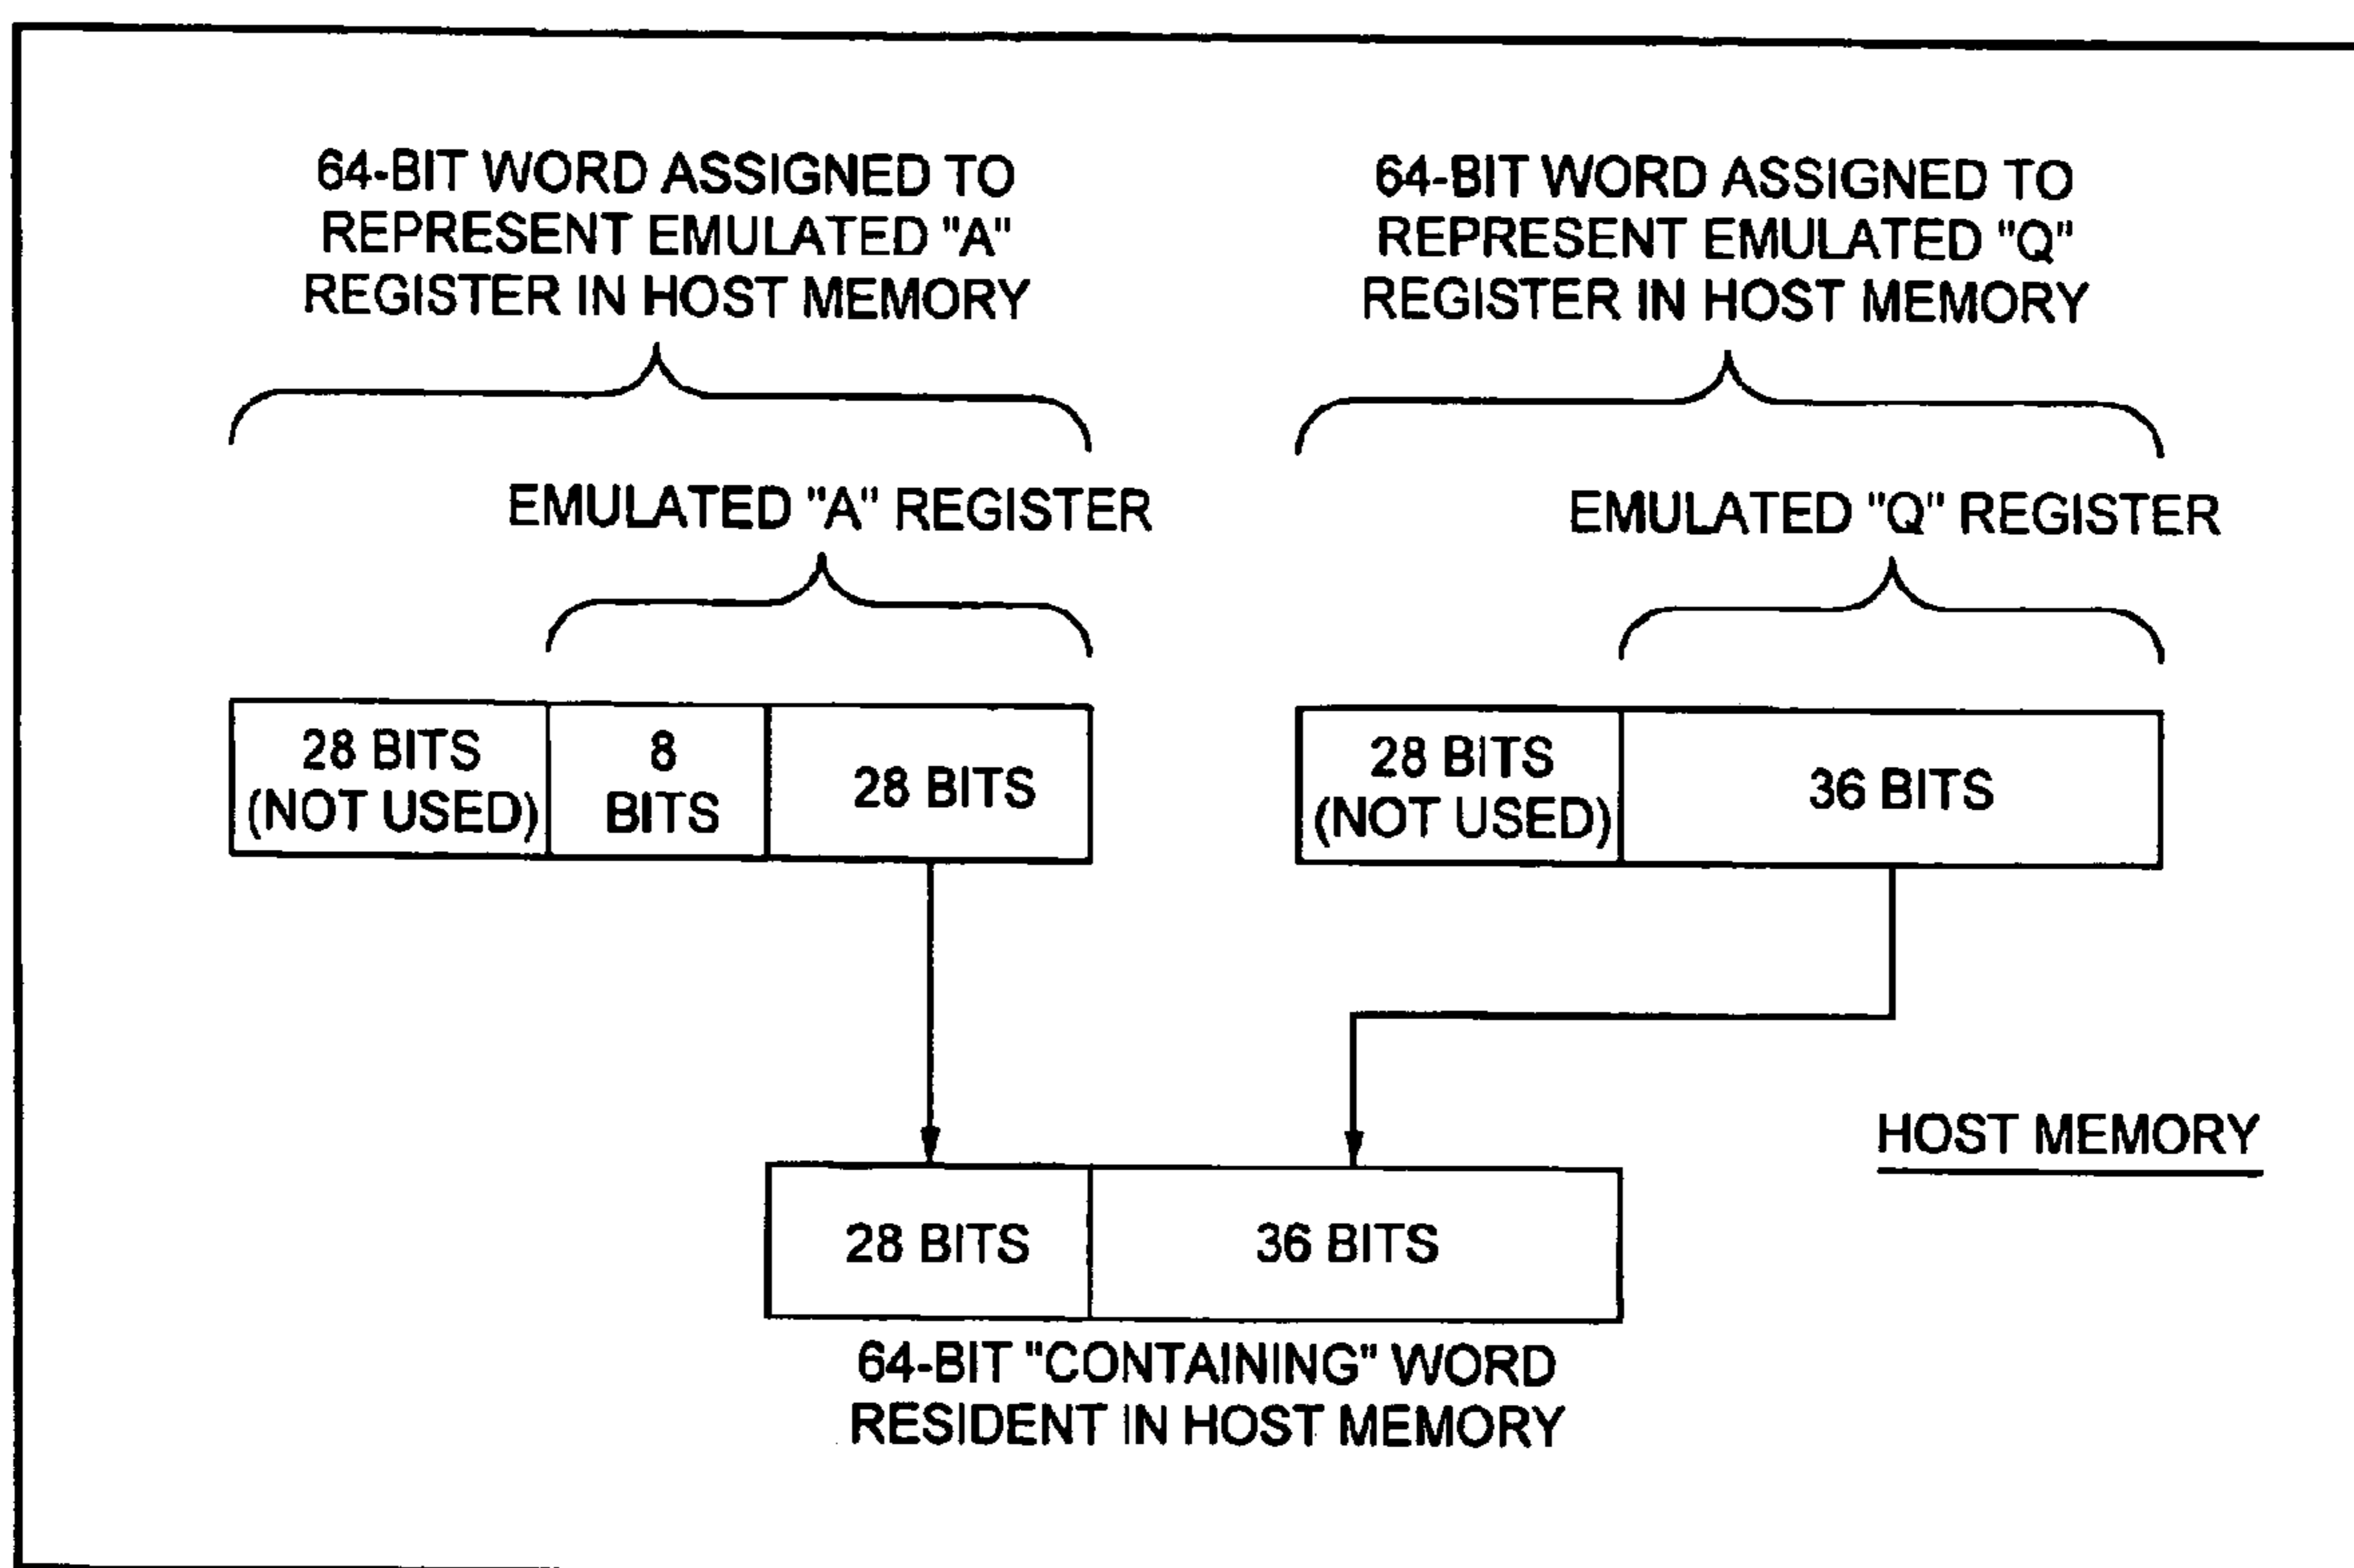 64-BIT WORD ASSIGNED TO
REPRESENT EMULATED "A"
REGISTER IN HOST MEMORY
64-BIT WORD ASSIGNED TO
REPRESENT EMULATED "Q"
REGISTER IN HOST MEMORY
EMULATED "A" REGISTER
EMULATED "Q" REGISTER
28 BITS
(NOT USED)
8
BITS
28 BITS
28 BITS
(NOT USED)
36 BITS
HOST MEMORY
28 BITS
36 BITS
64-BIT "CONTAINING" WORD
RESIDENT IN HOST MEMORY